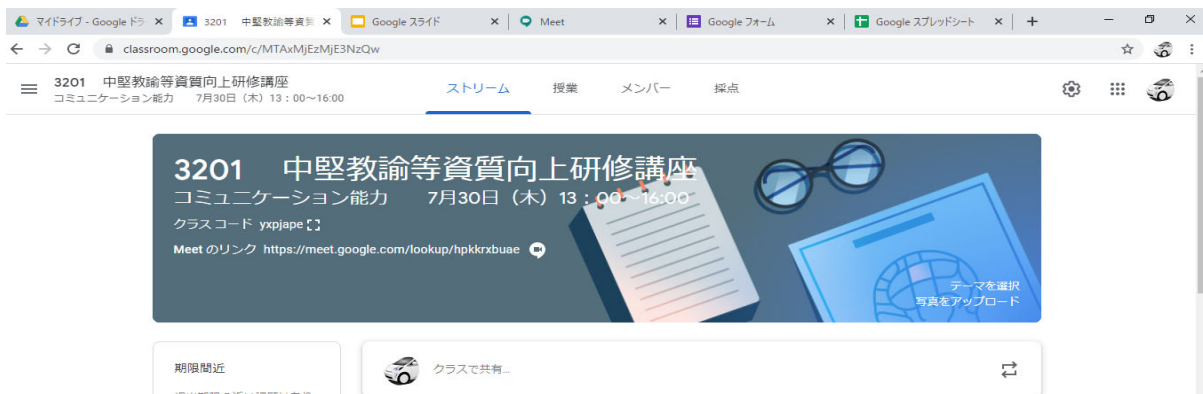 マイドライブ - Google ドラ
3201 中堅教諭等資質
Google スライド
Meet
Google フォーム
Google スプレッドシート
classroom.google.com/c/MTAxMjEzMjE3NzQw
3201 中堅教諭等資質向上研修講座
コミュニケーション能力 7月30日（木）13：00~16:00
ストリーム
授業
メンバー
採点
3201 中堅教諭等資質向上研修講座
コミュニケーション能力 7月30日（木）13：00~16:00
クラス コード yxpjape
Meet のリンク https://meet.google.com/lookup/hpkkrxbuae
テーマを選択
写真をアップロード
期限間近
クラスで共有...